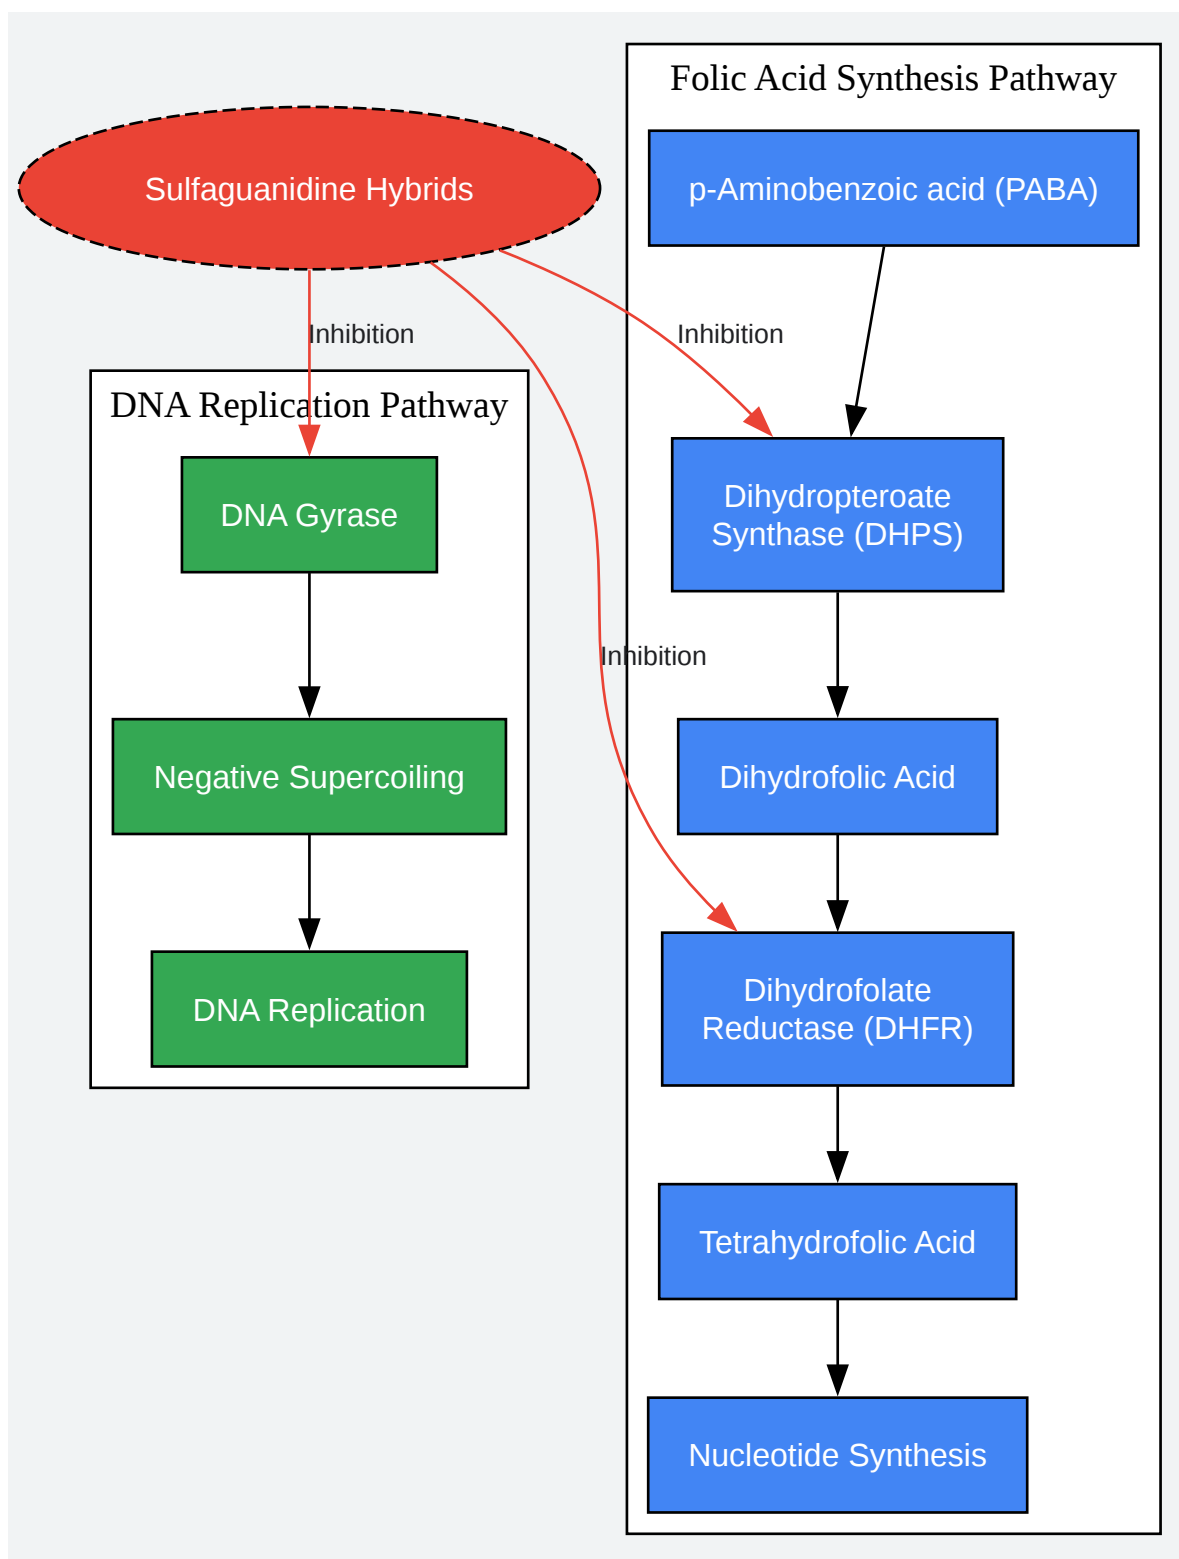 Folic Acid Synthesis Pathway
Sulfaguanidine Hybrids
p-Aminobenzoic acid (PABA)
Inhibition
Inhibition
DNA Replication Pathway
DNA Gyrase
Dihydropteroate
Synthase (DHPS)
Inhibition
Negative Supercoiling
Dihydrofolic Acid
DNA Replication
Dihydrofolate
Reductase (DHFR)
Tetrahydrofolic Acid
Nucleotide Synthesis